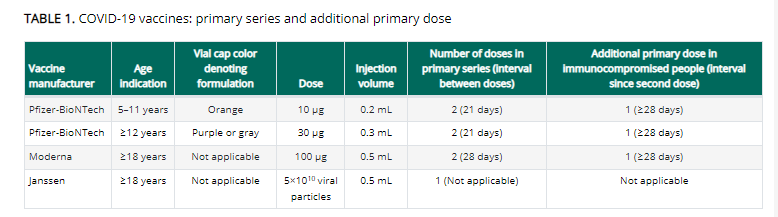 TABLE 1. COVID-19 vaccines: primary series and additional primary dose
Vaccine manufacturer | Age indication | Vial cap color denoting formulation | Dose | Injection volume | Number of doses in primary series (interval between doses) | Additional primary dose in immunocompromised people (interval since second dose)
Pfizer-BioNTech | 5–11 years | Orange | 10 μg | 0.2 mL | 2 (21 days) | 1 (≥28 days)
Pfizer-BioNTech | ≥12 years | Purple or gray | 30 μg | 0.3 mL | 2 (21 days) | 1 (≥28 days)
Moderna | ≥18 years | Not applicable | 100 μg | 0.5 mL | 2 (28 days) | 1 (≥28 days)
Janssen | ≥18 years | Not applicable | 5×10¹⁰ viral particles | 0.5 mL | 1 (Not applicable) | Not applicable